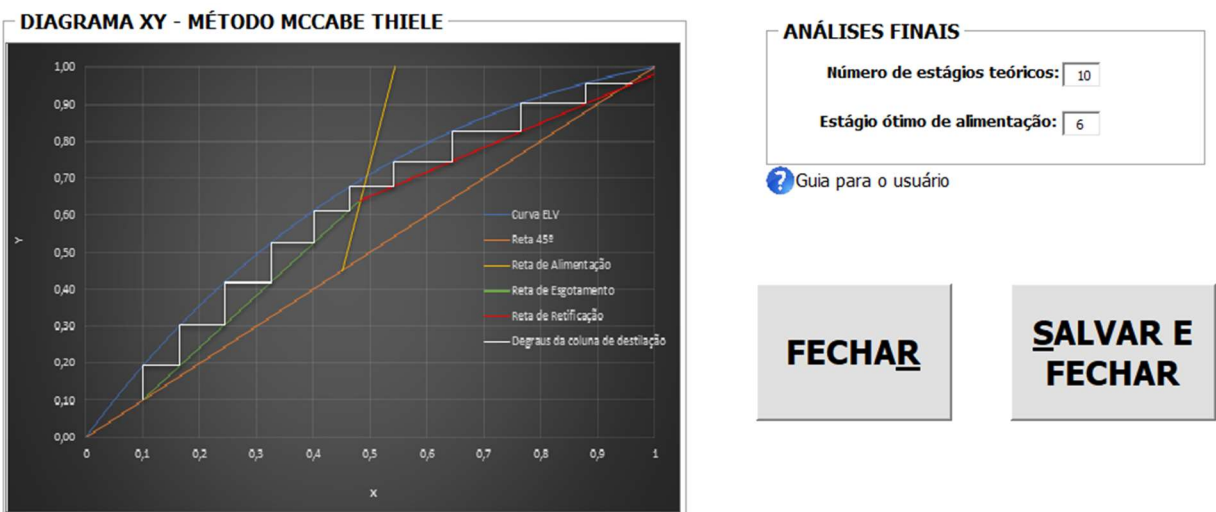 DIAGRAMA XY - MÉTODO MCCABE THIELE
1,00
0,90
0,80
0,70
0,60
0,50
0,40
0,30
0,20
0,10
0,00
Y
0
0,1
0,2
0,3
0,4
0,5
0,6
0,7
0,8
0,9
1
X
Curva ELV
Reta 45º
Reta de Alimentação
Reta de Esgotamento
Reta de Retificação
Degraus da coluna de destilação
ANÁLISES FINAIS
Número de estágios teóricos: 10
Estágio ótimo de alimentação: 6
? Guia para o usuário
FECHAR
SALVAR E
FECHAR